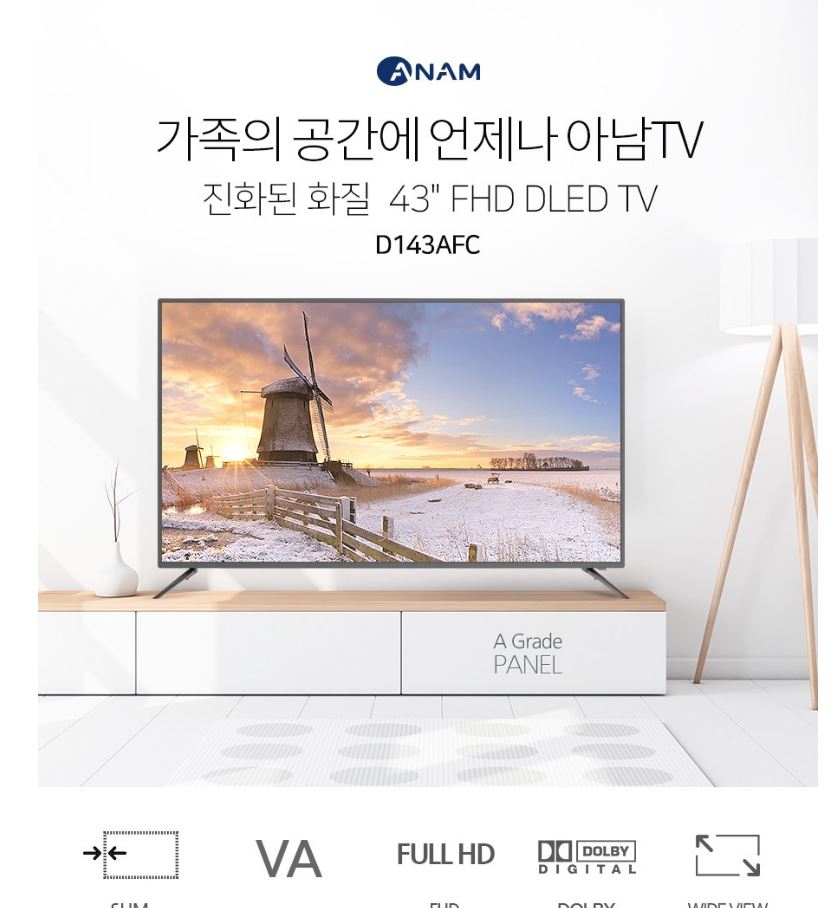 ANAM
가족의 공간에 언제나 아남TV
진화된 화질 43" FHD DLED TV
D143AFC
A Grade
PANEL
VA
FULL HD
DOLBY
DIGITAL
SLIM
FHD
DOLBY
WIDE VIEW